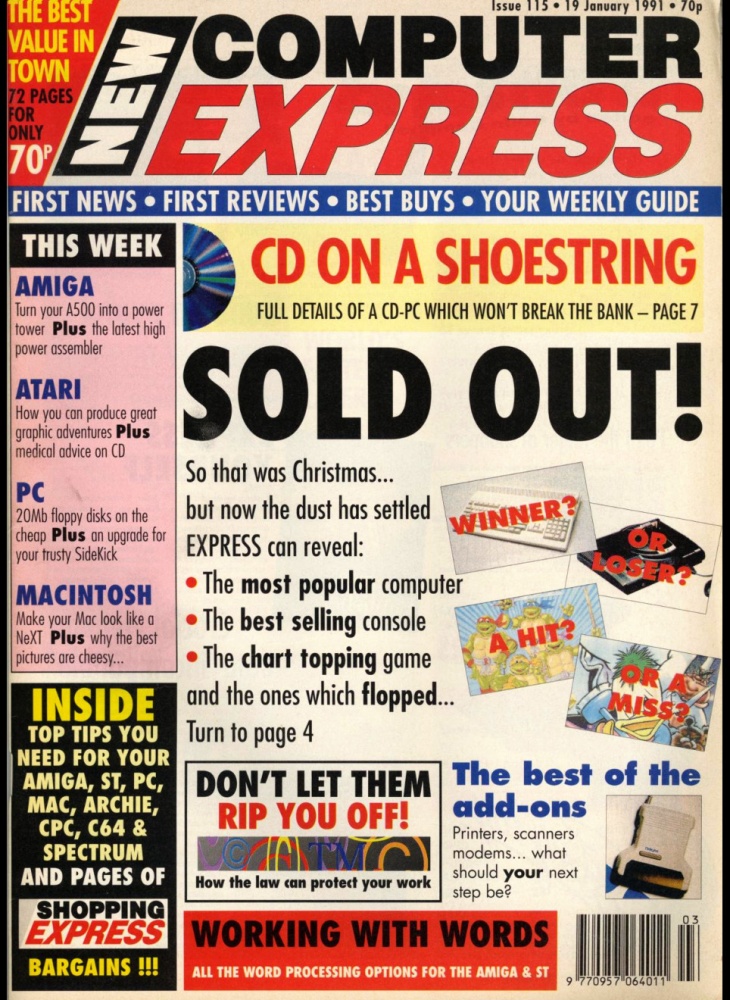 THE BEST
VALUE IN
TOWN
72 PAGES
FOR
ONLY
70P
Issue 115 • 19 January 1991 • 70p
NEW
COMPUTER
EXPRESS
FIRST NEWS • FIRST REVIEWS • BEST BUYS • YOUR WEEKLY GUIDE
THIS WEEK
AMIGA
Turn your A500 into a power
tower Plus the latest high
power assembler
ATARI
How you can produce great
graphic adventures Plus
medical advice on CD
PC
20Mb floppy disks on the
cheap Plus an upgrade for
your trusty SideKick
MACINTOSH
Make your Mac look like a
NeXT Plus why the best
pictures are cheesy...
INSIDE
TOP TIPS YOU
NEED FOR YOUR
AMIGA, ST, PC,
MAC, ARCHIE,
CPC, C64 &
SPECTRUM
AND PAGES OF
SHOPPING
EXPRESS
BARGAINS !!!
CD ON A SHOESTRING
FULL DETAILS OF A CD-PC WHICH WON'T BREAK THE BANK – PAGE 7
SOLD OUT!
So that was Christmas...
but now the dust has settled
EXPRESS can reveal:
• The most popular computer
• The best selling console
• The chart topping game
and the ones which flopped...
Turn to page 4
WINNER?
OR
LOSER?
A HIT?
OR A
MISS?
DON'T LET THEM
RIP YOU OFF!
© TM
How the law can protect your work
The best of the
add-ons
Printers, scanners
modems... what
should your next
step be?
WORKING WITH WORDS
ALL THE WORD PROCESSING OPTIONS FOR THE AMIGA & ST
03
9 770957 064011